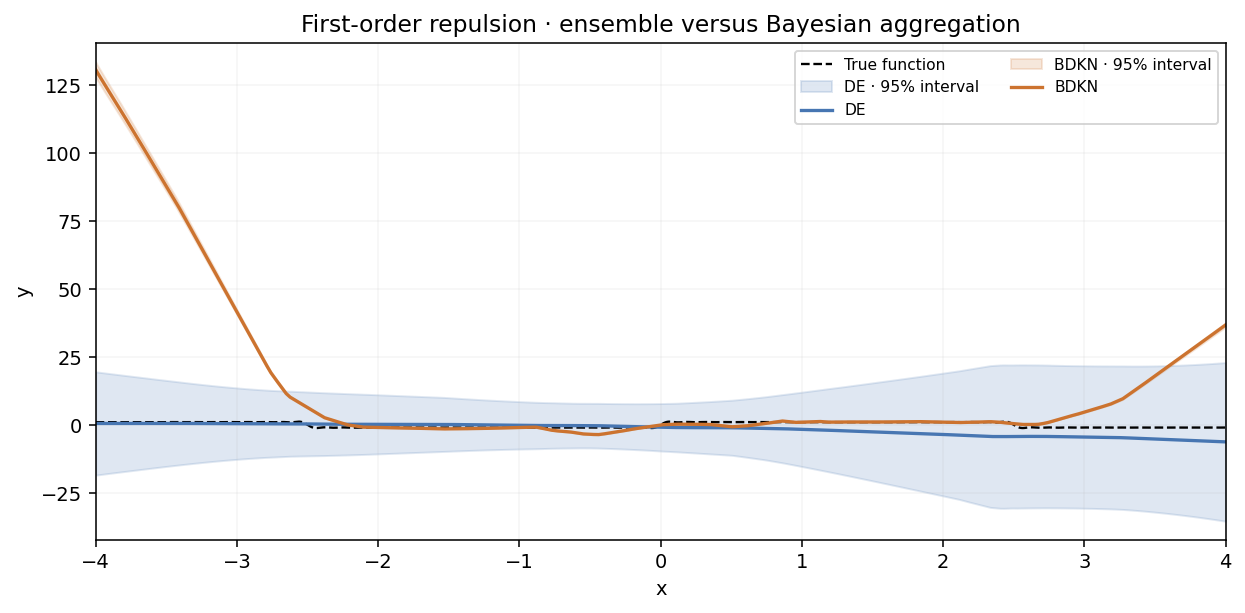 First-order repulsion · ensemble versus Bayesian aggregation
True function
DE · 95% interval
DE
BDKN · 95% interval
BDKN
y
125
100
75
50
25
0
−25
−4
−3
−2
−1
0
1
2
3
4
x